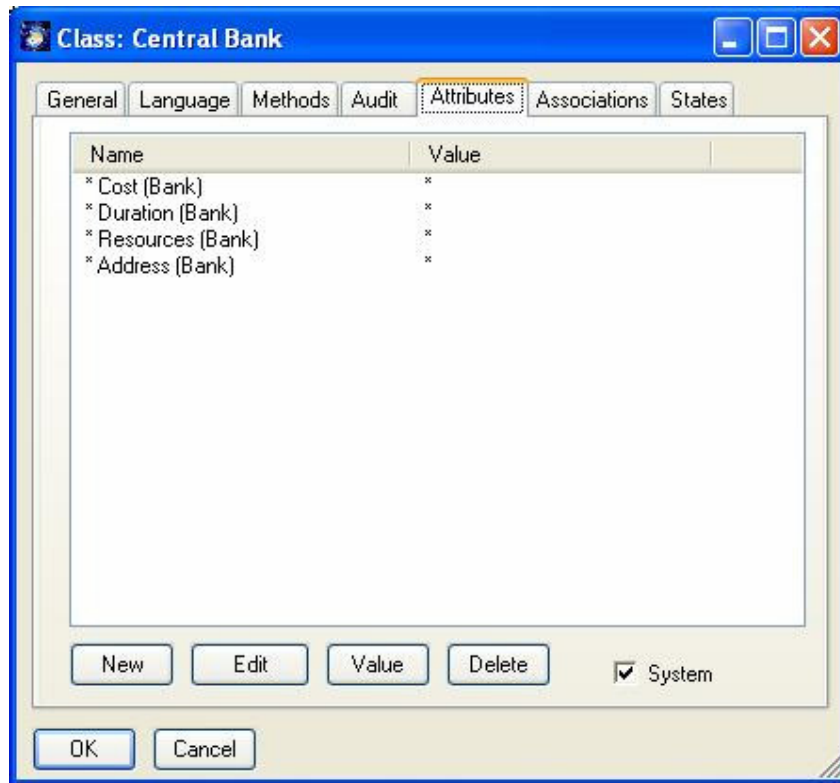 Class: Central Bank
General Language Methods Audit Attributes Associations States
Name Value
* Cost (Bank) *
* Duration (Bank) *
* Resources (Bank) *
* Address (Bank) *
New Edit Value Delete System
OK Cancel